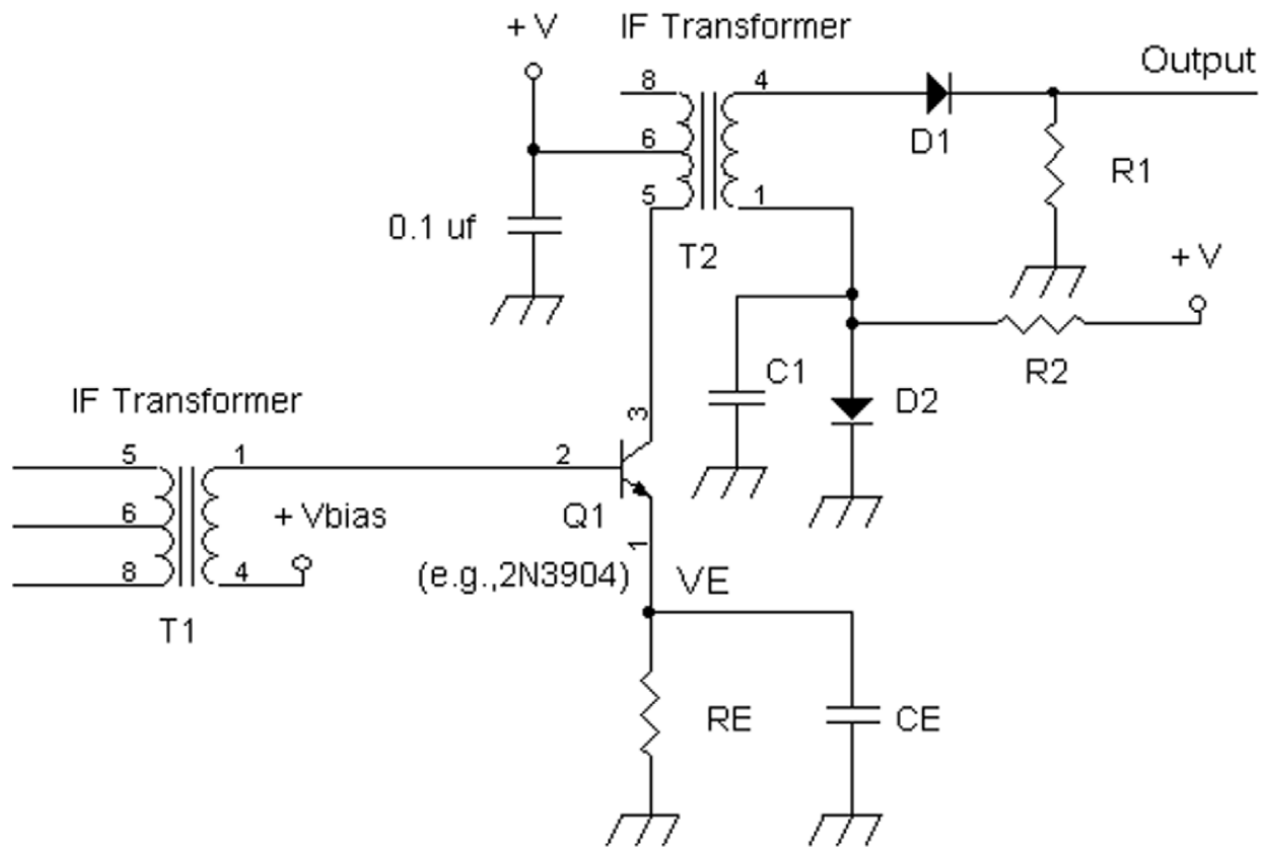 + V
IF Transformer
8
4
Output
D1
6
R1
5
1
0.1 uf
T2
+ V
C1
R2
D2
IF Transformer
3
5
1
2
6
+ Vbias
Q1
8
4
(e.g.,2N3904)
1
VE
T1
RE
CE